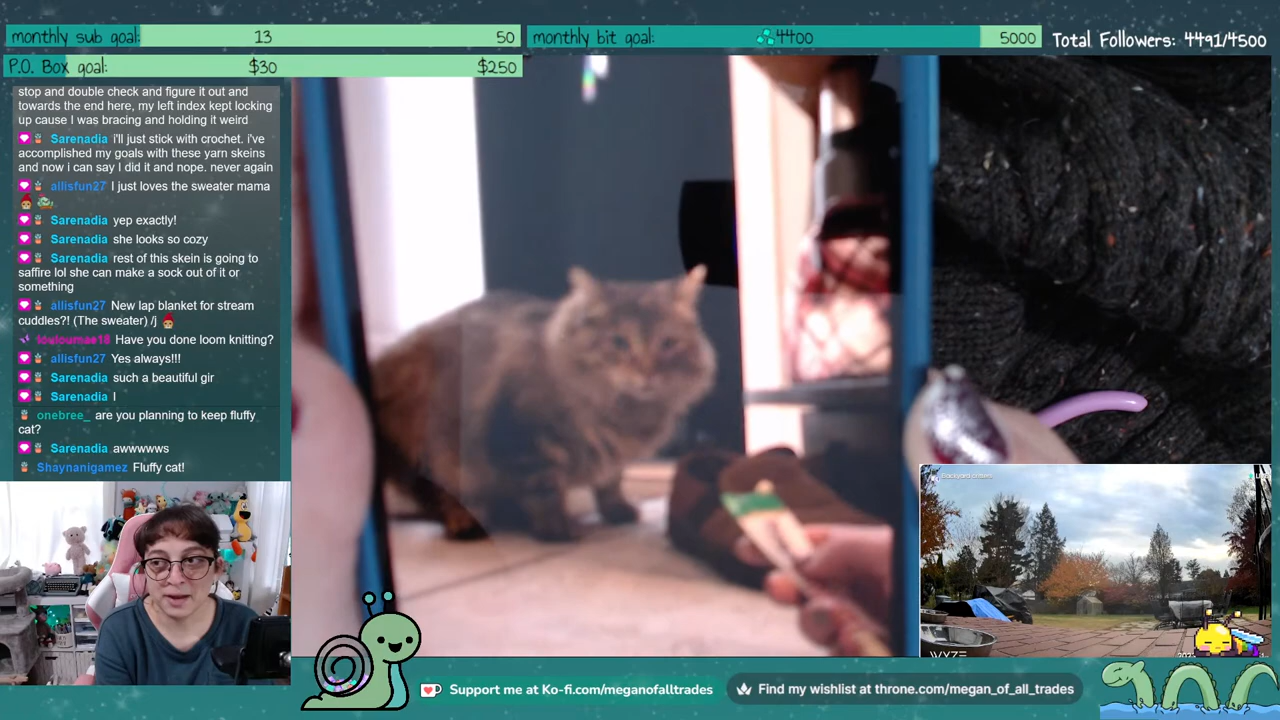 monthly sub goal: 13 50
monthly bit goal: 4400 5000
Total Followers: 4491/4500
P.O. Box goal: $30 $250
stop and double check and figure it out and
towards the end here, my left index kept locking
up cause I was bracing and holding it weird
Sarenadia i'll just stick with crochet. i've
accomplished my goals with these yarn skeins
and now i can say I did it and nope. never again
allisfun27 I just loves the sweater mama
Sarenadia yep exactly!
Sarenadia she looks so cozy
Sarenadia rest of this skein is going to
saffire lol she can make a sock out of it or
something
allisfun27 New lap blanket for stream
cuddles?! (The sweater) /j
Have you done loom knitting?
allisfun27 Yes always!!!
Sarenadia such a beautiful gir
Sarenadia l
onebree_ are you planning to keep fluffy
cat?
Sarenadia awwwwws
Shaynanigamez Fluffy cat!
WYZE
Support me at Ko-fi.com/meganofalltrades
Find my wishlist at throne.com/megan_of_all_trades